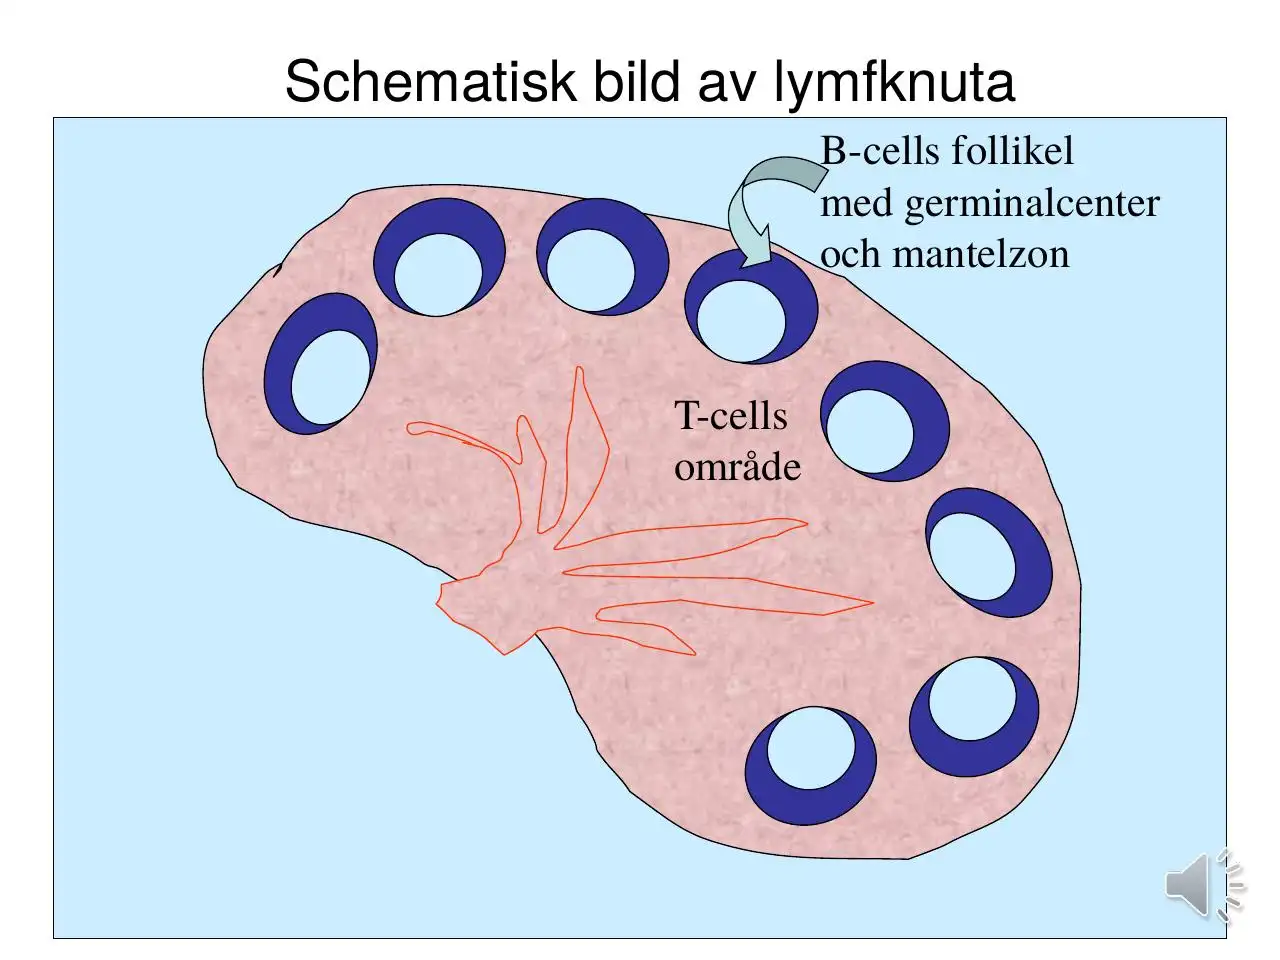 Schematisk bild av lymfknuta
B-cells follikel
med germinalcenter
och mantelzon
T-cells
område